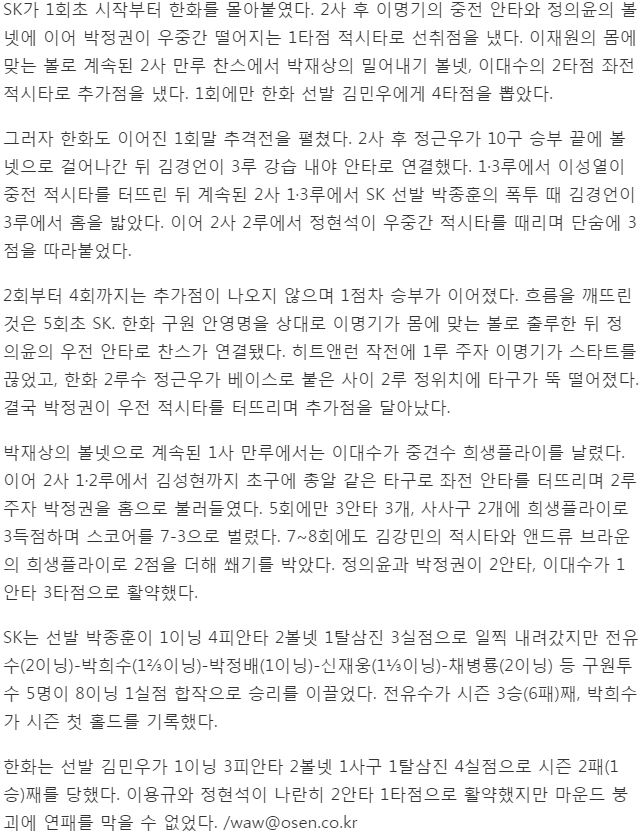 SK가 1회초 시작부터 한화를 몰아붙였다. 2사 후 이명기의 중전 안타와 정의윤의 볼
넷에 이어 박정권이 우중간 떨어지는 1타점 적시타로 선취점을 냈다. 이재원의 몸에
맞는 볼로 계속된 2사 만루 찬스에서 박재상의 밀어내기 볼넷, 이대수의 2타점 좌전
적시타로 추가점을 냈다. 1회에만 한화 선발 김민우에게 4타점을 뽑았다.
그러자 한화도 이어진 1회말 추격전을 펼쳤다. 2사 후 정근우가 10구 승부 끝에 볼
넷으로 걸어나간 뒤 김경언이 3루 강습 내야 안타로 연결했다. 1·3루에서 이성열이
중전 적시타를 터뜨린 뒤 계속된 2사 1·3루에서 SK 선발 박종훈의 폭투 때 김경언이
3루에서 홈을 밟았다. 이어 2사 2루에서 정현석이 우중간 적시타를 때리며 단숨에 3
점을 따라붙었다.
2회부터 4회까지는 추가점이 나오지 않으며 1점차 승부가 이어졌다. 흐름을 깨뜨린
것은 5회초 SK. 한화 구원 안영명을 상대로 이명기가 몸에 맞는 볼로 출루한 뒤 정
의윤의 우전 안타로 찬스가 연결됐다. 히트앤런 작전에 1루 주자 이명기가 스타트를
끊었고, 한화 2루수 정근우가 베이스로 붙은 사이 2루 정위치에 타구가 뚝 떨어졌다.
결국 박정권이 우전 적시타를 터뜨리며 추가점을 달아났다.
박재상의 볼넷으로 계속된 1사 만루에서는 이대수가 중견수 희생플라이를 날렸다.
이어 2사 1·2루에서 김성현까지 초구에 총알 같은 타구로 좌전 안타를 터뜨리며 2루
주자 박정권을 홈으로 불러들였다. 5회에만 3안타 3개, 사사구 2개에 희생플라이로
3득점하며 스코어를 7-3으로 벌렸다. 7~8회에도 김강민의 적시타와 앤드류 브라운
의 희생플라이로 2점을 더해 쐐기를 박았다. 정의윤과 박정권이 2안타, 이대수가 1
안타 3타점으로 활약했다.
SK는 선발 박종훈이 1이닝 4피안타 2볼넷 1탈삼진 3실점으로 일찍 내려갔지만 전유
수(2이닝)-박희수(1⅔이닝)-박정배(1이닝)-신재웅(1⅓이닝)-채병룡(2이닝) 등 구원투
수 5명이 8이닝 1실점 합작으로 승리를 이끌었다. 전유수가 시즌 3승(6패)째, 박희수
가 시즌 첫 홀드를 기록했다.
한화는 선발 김민우가 1이닝 3피안타 2볼넷 1사구 1탈삼진 4실점으로 시즌 2패(1
승)째를 당했다. 이용규와 정현석이 나란히 2안타 1타점으로 활약했지만 마운드 붕
괴에 연패를 막을 수 없었다. /waw@osen.co.kr